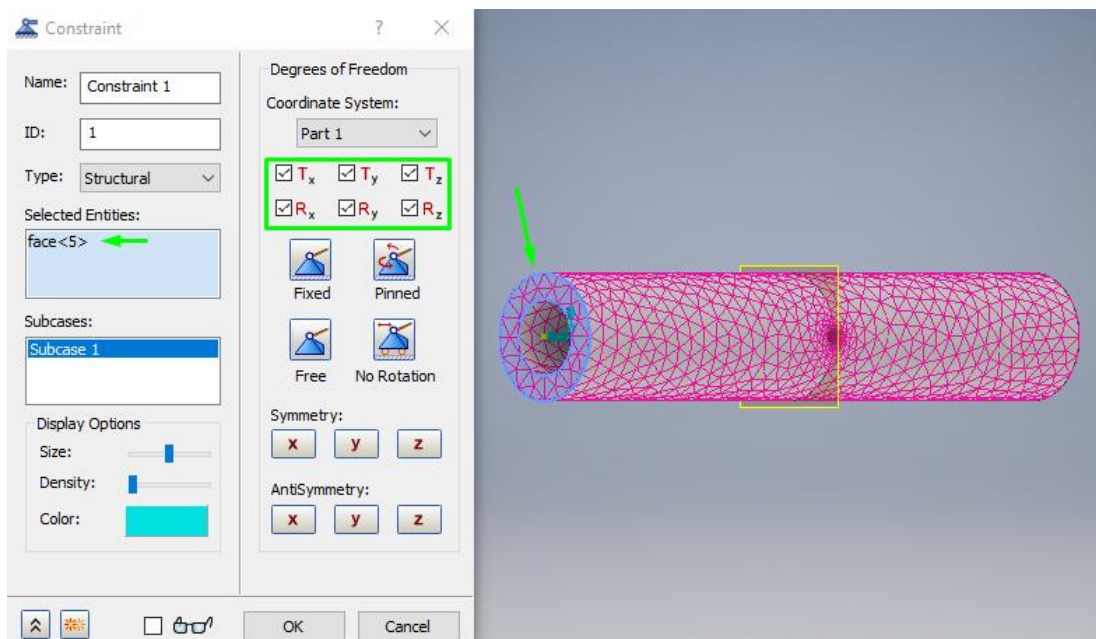 Constraint ?
Name: Constraint 1
ID: 1
Type: Structural
Selected Entities:
face<5>
Subcases:
Subcase 1
Display Options
Size:
Density:
Color:
Degrees of Freedom
Coordinate System:
Part 1
Tx Ty Tz
Rx Ry Rz
Fixed Pinned
Free No Rotation
Symmetry:
x y z
AntiSymmetry:
x y z
OK Cancel